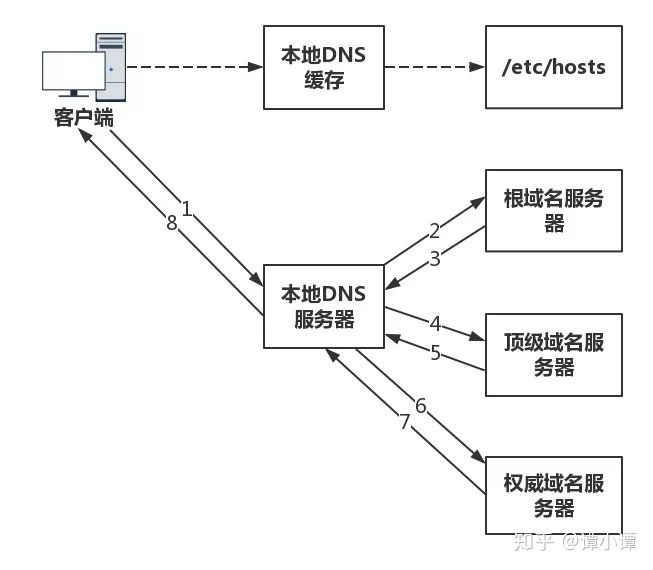 本地DNS
缓存
/etc/hosts
客户端
1
8
2
3
根域名服务
器
本地DNS
服务器
4
5
顶级域名服
务器
6
7
权威域名服
务器
知乎 @谭小谭